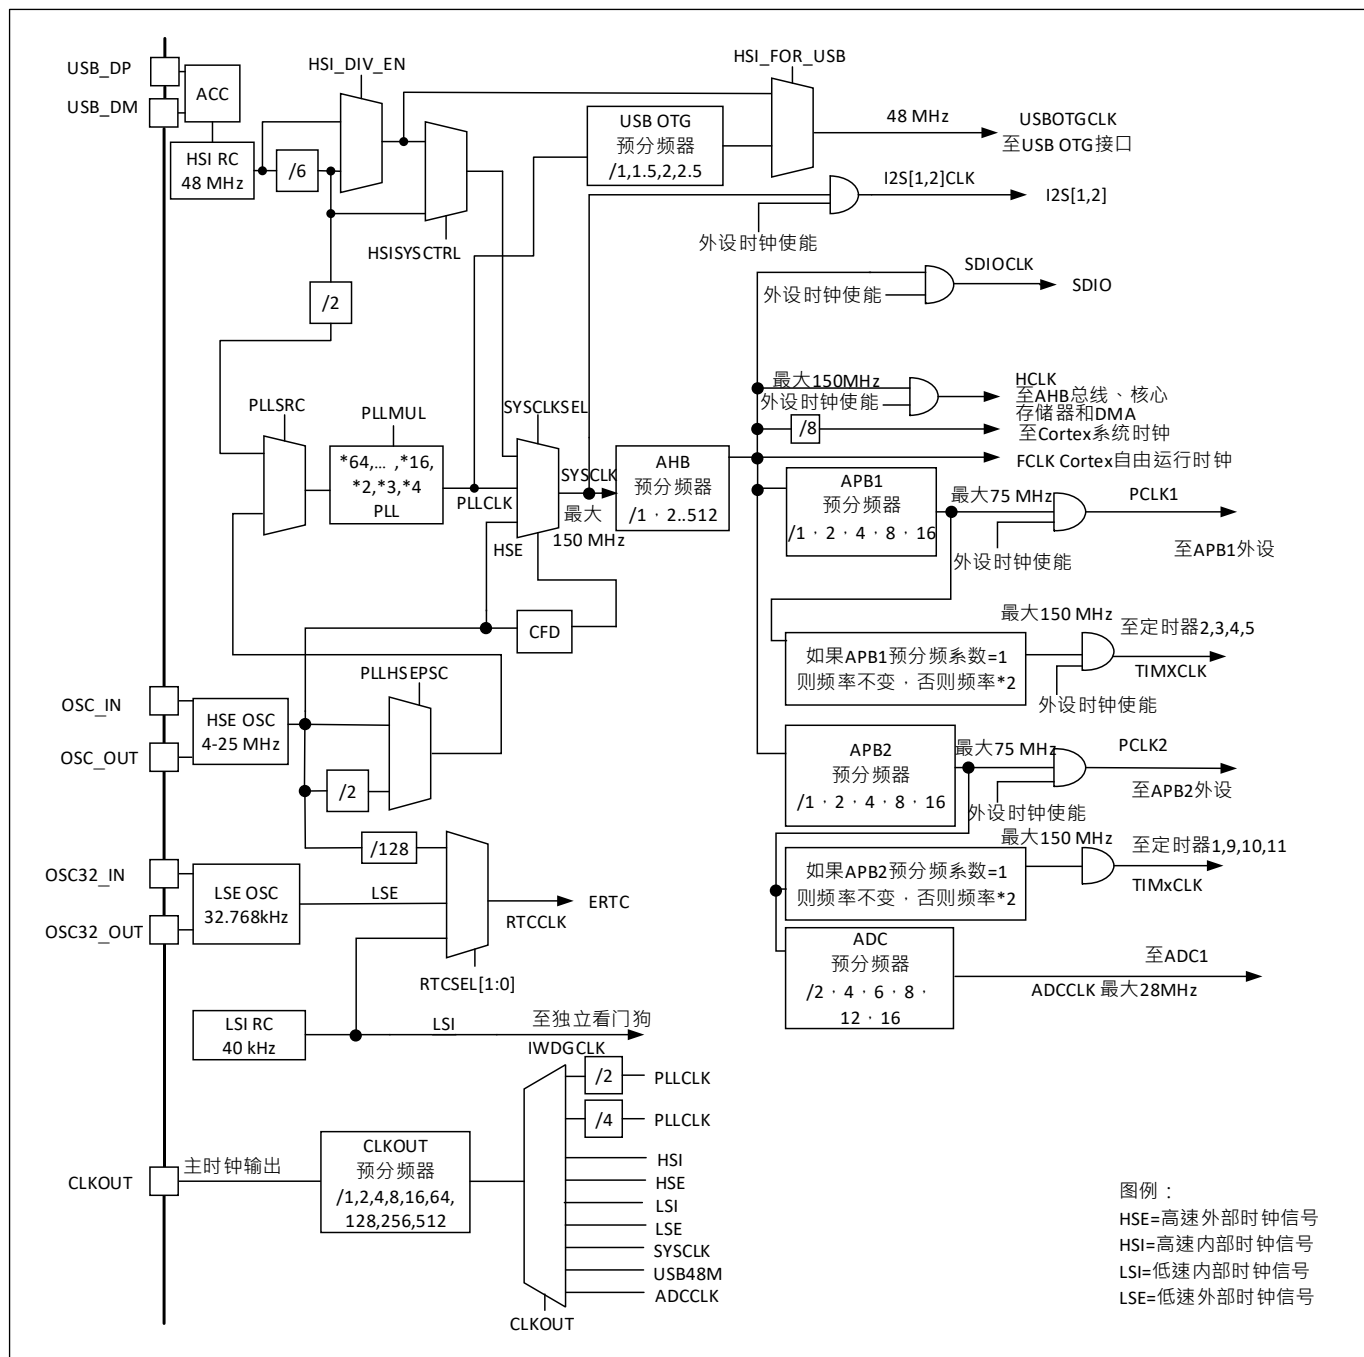 USB_DP
USB_DM
ACC
HSI RC
48 MHz
/6
HSI_DIV_EN
HSISYSCTRL
/2
HSI_FOR_USB
USB OTG
预分频器
/1,1.5,2,2.5
48 MHz
USBOTGCLK
至USB OTG接口
I2S[1,2]CLK
I2S[1,2]
外设时钟使能
SDIOCLK
SDIO
外设时钟使能
最大150MHz
外设时钟使能
HCLK
至AHB总线、核心
存储器和DMA
/8
至Cortex系统时钟
FCLK Cortex自由运行时钟
PLLSRC
PLLMUL
*64,... ,*16,
*2,*3,*4
PLL
PLLCLK
SYSCLKSEL
HSE
SYSCLK
最大
150 MHz
AHB
预分频器
/1 · 2..512
APB1
预分频器
/1 · 2 · 4 · 8 · 16
最大75 MHz
外设时钟使能
PCLK1
至APB1外设
CFD
如果APB1预分频系数=1
则频率不变 · 否则频率*2
最大150 MHz
外设时钟使能
至定时器2,3,4,5
TIMXCLK
OSC_IN
OSC_OUT
HSE OSC
4-25 MHz
PLLHSEPSC
/2
APB2
预分频器
/1 · 2 · 4 · 8 · 16
最大75 MHz
外设时钟使能
PCLK2
至APB2外设
/128
OSC32_IN
OSC32_OUT
LSE OSC
32.768kHz
LSE
RTCCLK
ERTC
RTCSEL[1:0]
如果APB2预分频系数=1
则频率不变 · 否则频率*2
最大150 MHz
至定时器1,9,10,11
TIMxCLK
ADC
预分频器
/2 · 4 · 6 · 8 ·
12 · 16
至ADC1
ADCCLK 最大28MHz
LSI RC
40 kHz
LSI
至独立看门狗
IWDGCLK
/2
PLLCLK
/4
PLLCLK
HSI
HSE
LSI
LSE
SYSCLK
USB48M
ADCCLK
CLKOUT
主时钟输出
CLKOUT
预分频器
/1,2,4,8,16,64,
128,256,512
CLKOUT
图例：
HSE=高速外部时钟信号
HSI=高速内部时钟信号
LSI=低速内部时钟信号
LSE=低速外部时钟信号